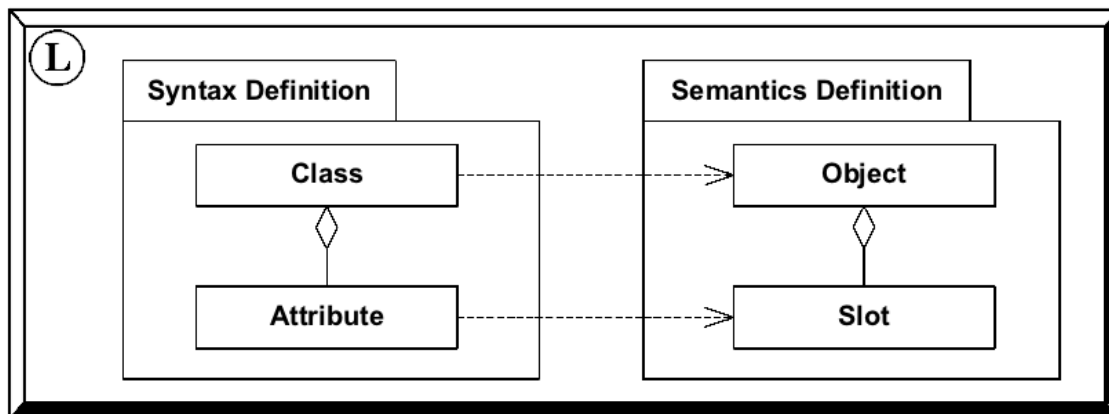 L
Syntax Definition
Semantics Definition
Class
Object
Attribute
Slot